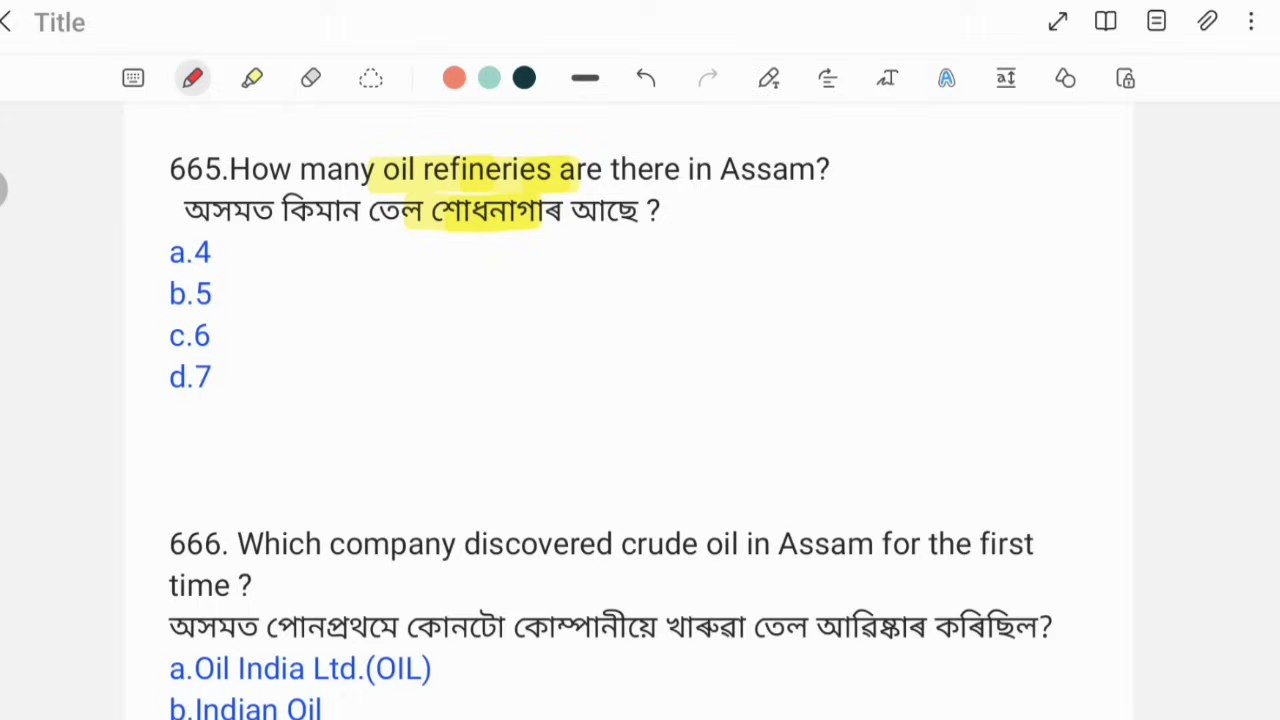 Title
665.How many oil refineries are there in Assam?
অসমত কিমান তেল শোধনাগাৰ আছে ?
a.4
b.5
c.6
d.7
666. Which company discovered crude oil in Assam for the first
time ?
অসমত পোনপ্ৰথমে কোনটো কোম্পানীয়ে খাৰুৱা তেল আৱিষ্কাৰ কৰিছিল?
a.Oil India Ltd.(OIL)
b.Indian Oil